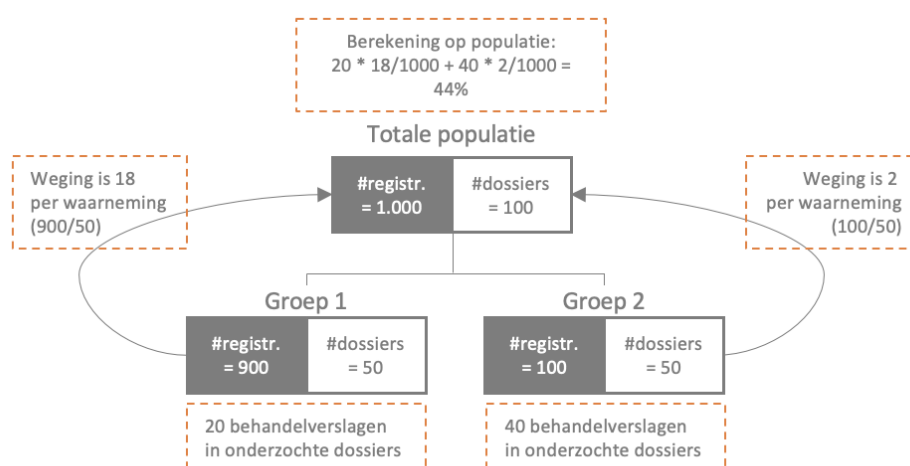 Berekening op populatie:
20 * 18/1000 + 40 * 2/1000 =
44%
Totale populatie
Weging is 18
per waarneming
(900/50)
#registr.
= 1.000
#dossiers
= 100
Weging is 2
per waarneming
(100/50)
Groep 1
#registr.
= 900
#dossiers
= 50
Groep 2
#registr.
= 100
#dossiers
= 50
20 behandelverslagen
in onderzochte dossiers
40 behandelverslagen
in onderzochte dossiers